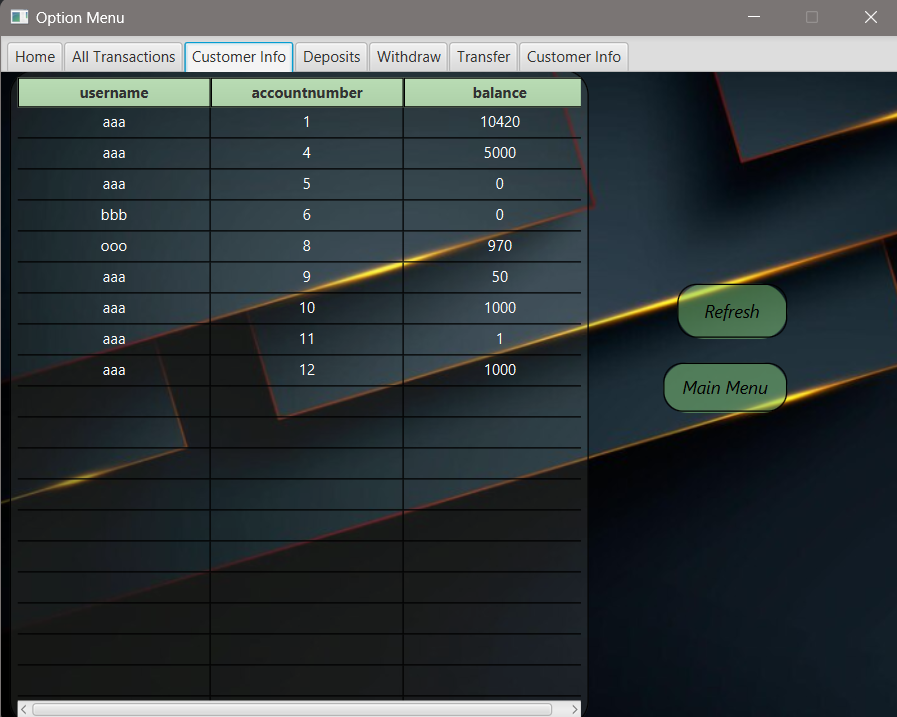 Option Menu
Home All Transactions Customer Info Deposits Withdraw Transfer Customer Info
username accountnumber balance
aaa 1 10420
aaa 4 5000
aaa 5 0
bbb 6 0
ooo 8 970
aaa 9 50
aaa 10 1000
aaa 11 1
aaa 12 1000
Refresh
Main Menu